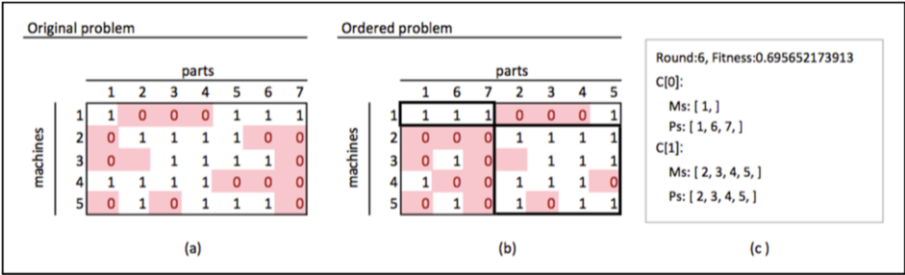 Original problem
parts
1 2 3 4 5 6 7
machines
1 1 0 0 0 1 1 1
2 0 1 1 1 1 0 0
3 0 1 1 1 1 0
4 1 1 1 1 0 0 0
5 0 1 0 1 1 1 0
(a)
Ordered problem
parts
1 6 7 2 3 4 5
machines
1 1 1 1 0 0 0 1
2 0 0 0 1 1 1 1
3 0 1 0 1 1 1
4 1 0 0 1 1 1 0
5 0 1 0 1 0 1 1
(b)
Round:6, Fitness:0.695652173913
C[0]:
Ms: [ 1, ]
Ps: [ 1, 6, 7, ]
C[1]:
Ms: [ 2, 3, 4, 5, ]
Ps: [ 2, 3, 4, 5, ]
(c )